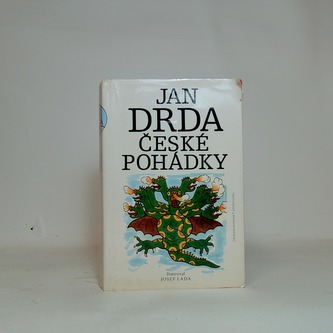 JAN
DRDA
ČESKÉ
POHÁDKY
Ilustroval
JOSEF LADA